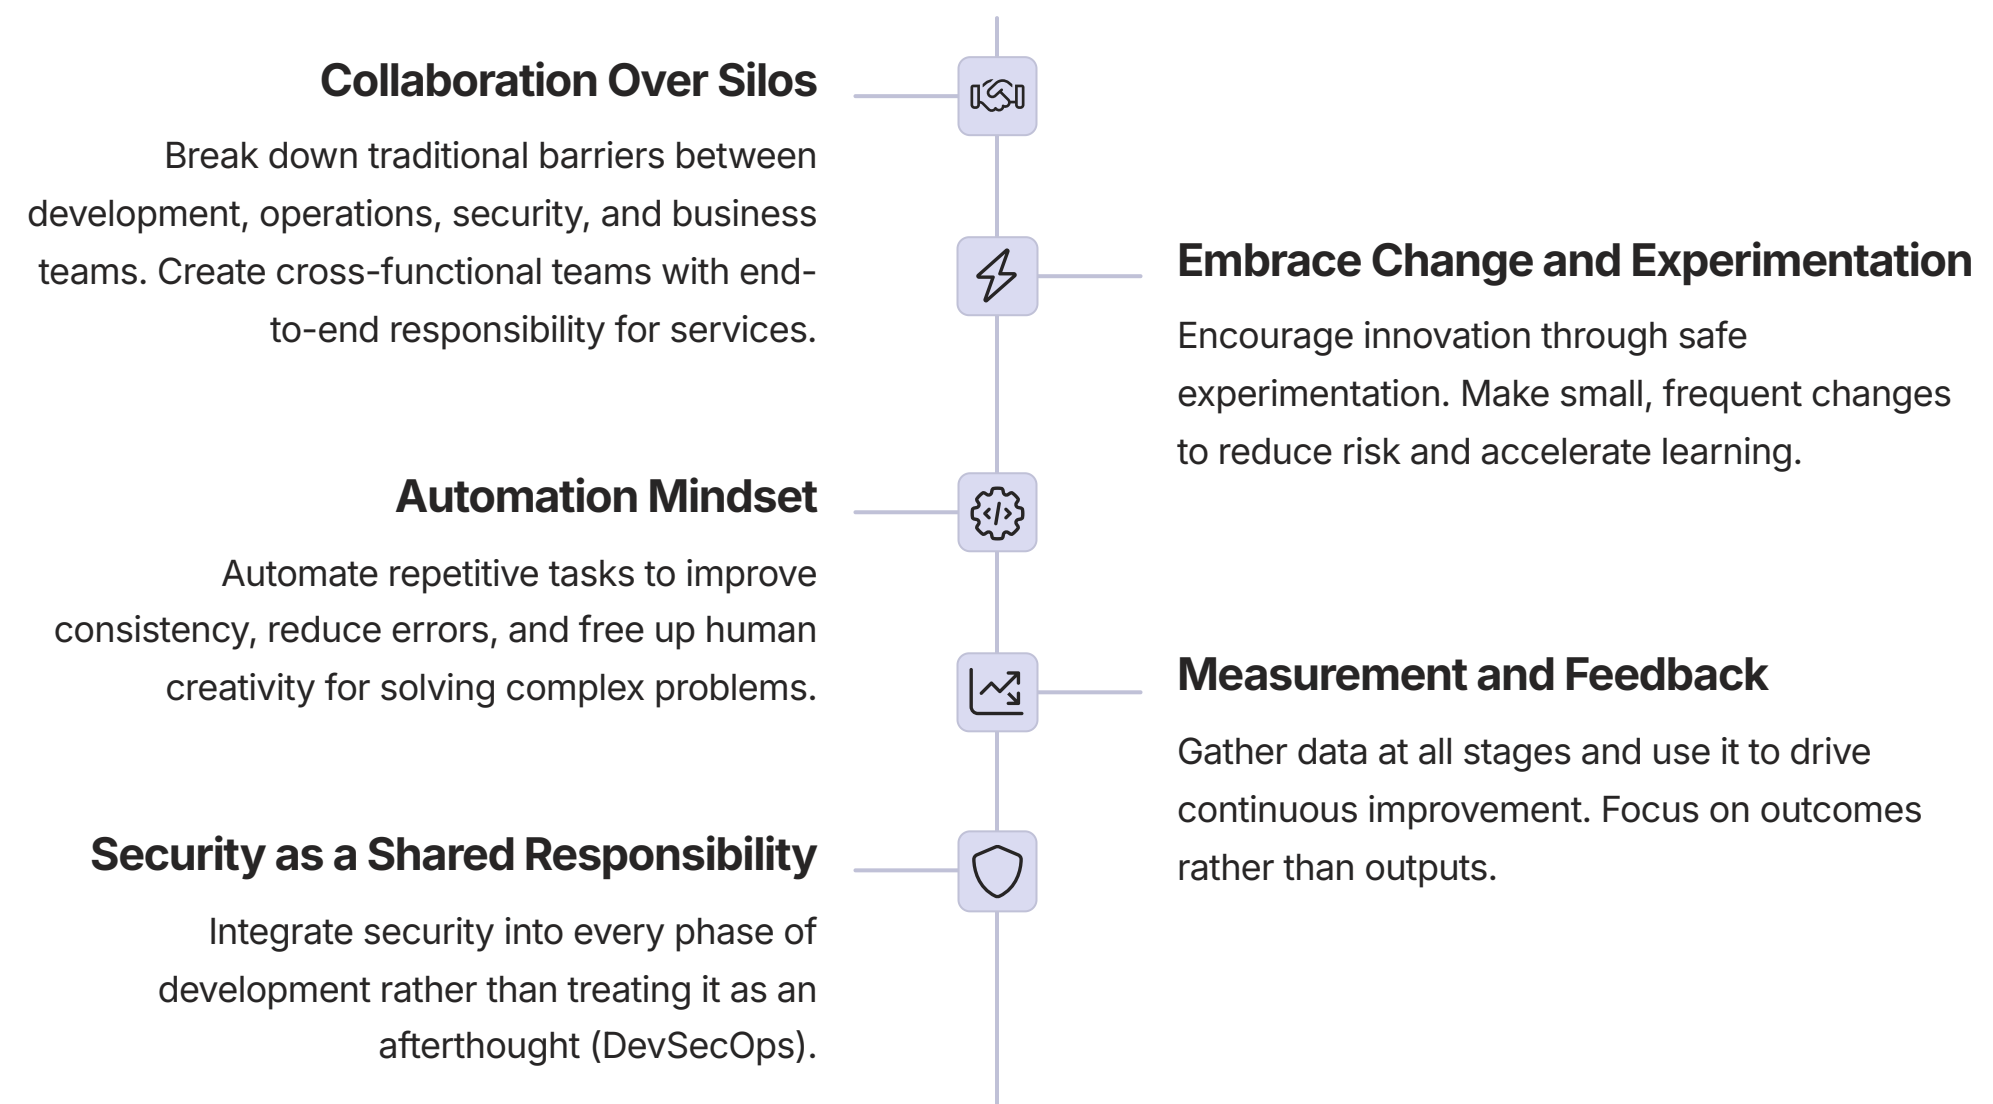 Collaboration Over Silos
Break down traditional barriers between
development, operations, security, and business
teams. Create cross-functional teams with end-
to-end responsibility for services.
Embrace Change and Experimentation
Encourage innovation through safe
experimentation. Make small, frequent changes
to reduce risk and accelerate learning.
Automation Mindset
Automate repetitive tasks to improve
consistency, reduce errors, and free up human
creativity for solving complex problems.
Measurement and Feedback
Gather data at all stages and use it to drive
continuous improvement. Focus on outcomes
rather than outputs.
Security as a Shared Responsibility
Integrate security into every phase of
development rather than treating it as an
afterthought (DevSecOps).